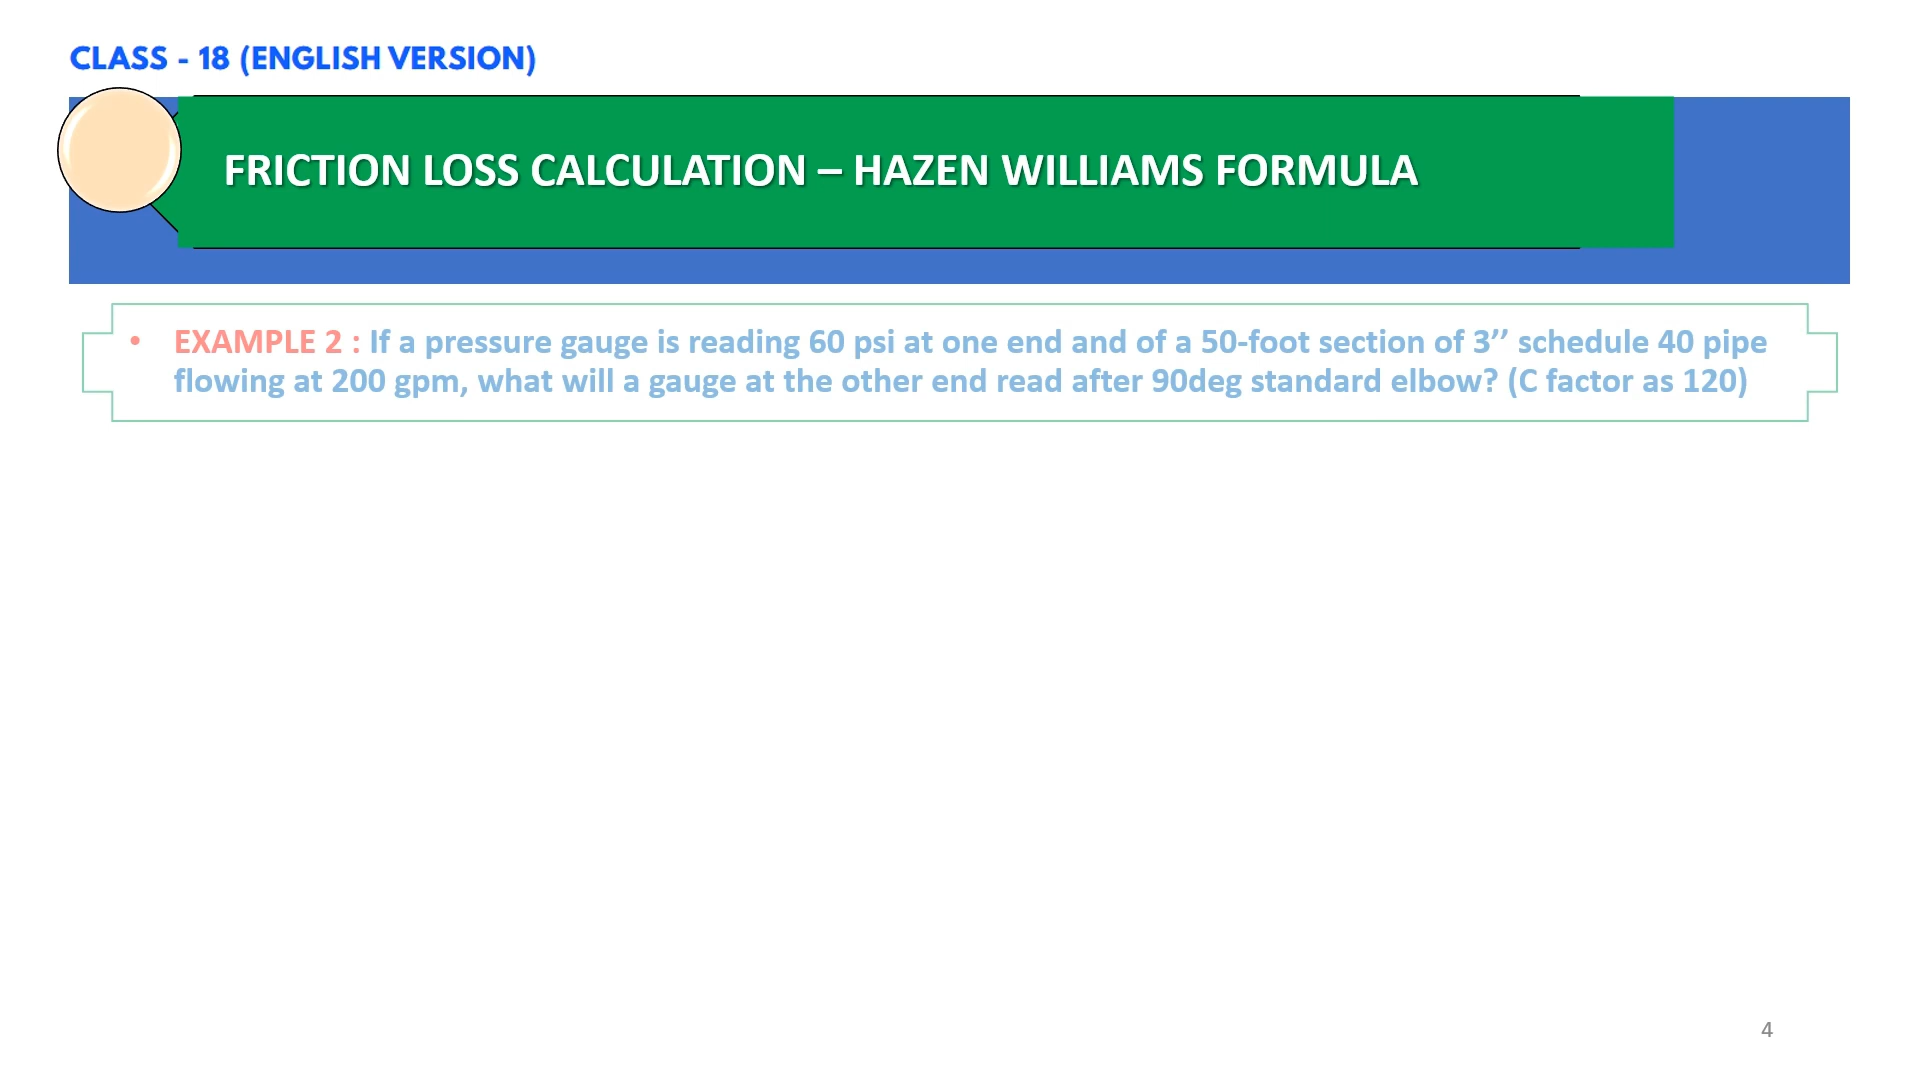 CLASS - 18 (ENGLISH VERSION)
FRICTION LOSS CALCULATION – HAZEN WILLIAMS FORMULA
• EXAMPLE 2 : If a pressure gauge is reading 60 psi at one end and of a 50-foot section of 3’’ schedule 40 pipe
flowing at 200 gpm, what will a gauge at the other end read after 90deg standard elbow? (C factor as 120)
4